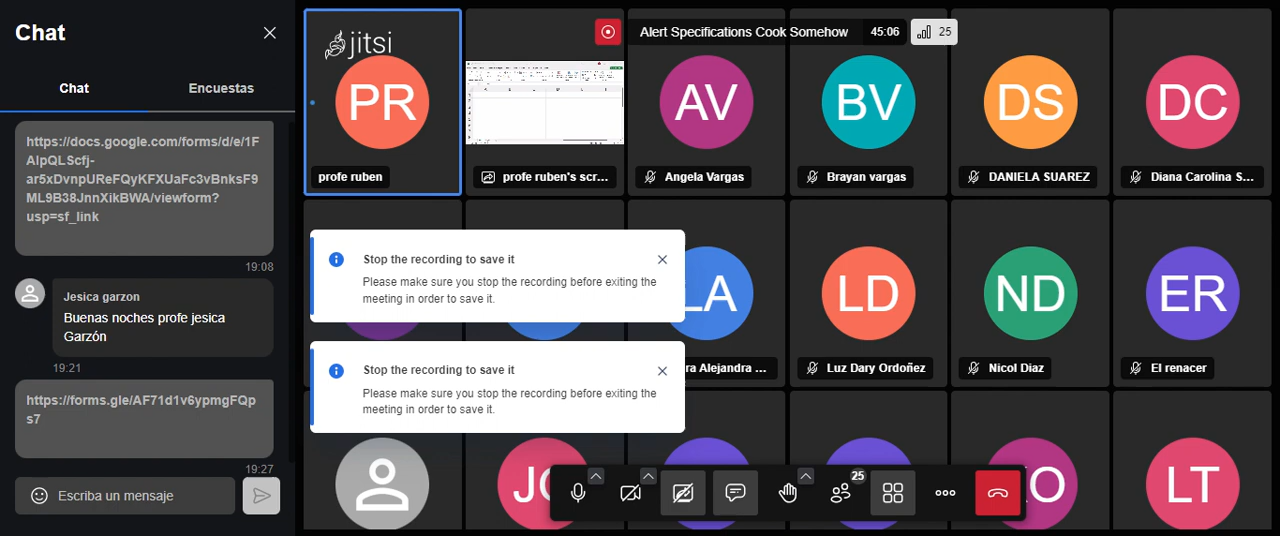 Chat
Chat
Encuestas
https://docs.google.com/forms/d/e/1F
AIpQLScfj-
ar5xDvnpUReFQyKFXUaFc3vBnksF9
ML9B38JnnXikBWA/viewform?
usp=sf_link
19:08
Jesica garzon
Buenas noches profe jesica
Garzón
19:21
https://forms.gle/AF71d1v6ypmgFQp
s7
19:27
Escriba un mensaje
jitsi
Alert Specifications Cook Somehow
45:06
25
PR
AV
BV
DS
DC
profe ruben
profe ruben's scr...
Angela Vargas
Brayan vargas
DANIELA SUAREZ
Diana Carolina S...
Stop the recording to save it
Please make sure you stop the recording before exiting the
meeting in order to save it.
LA
LD
ND
ER
ra Alejandra ...
Luz Dary Ordoñez
Nicol Diaz
El renacer
Stop the recording to save it
Please make sure you stop the recording before exiting the
meeting in order to save it.
LT
25